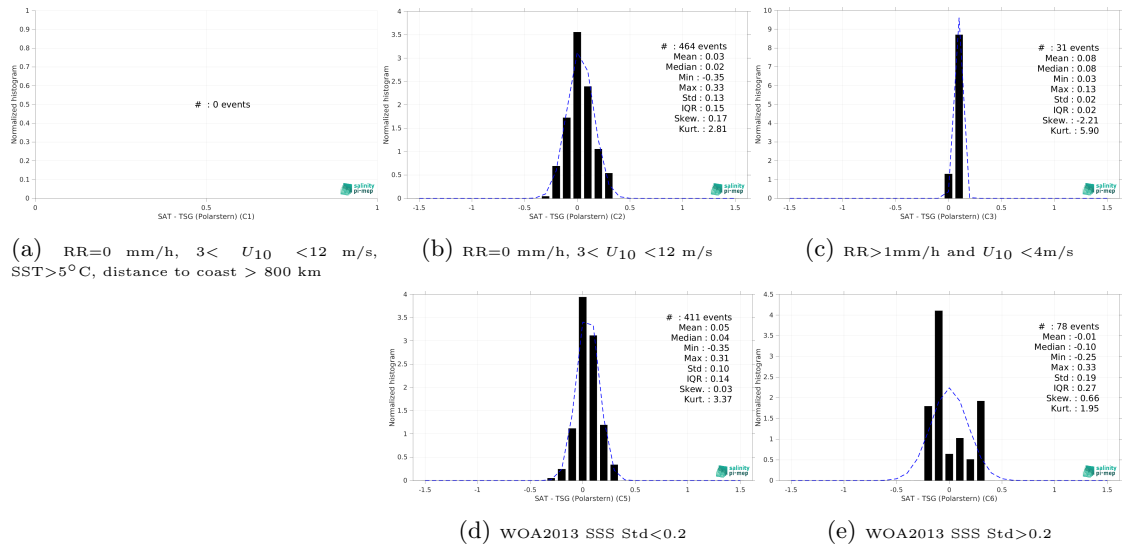 1
0.9
0.8
0.7
0.6
0.5
0.4
0.3
0.2
0.1
0
Normalized histogram
# : 0 events
salinity
pi-mep
0 0.5 1
SAT - TSG (Polarstern) (C1)
(a) RR=0 mm/h, 3< U10 <12 m/s,
SST>5°C, distance to coast > 800 km
4
3.5
3
2.5
2
1.5
1
0.5
0
Normalized histogram
# : 464 events
Mean : 0.03
Median : 0.02
Min : -0.35
Max : 0.33
Std : 0.13
IQR : 0.15
Skew. : 0.17
Kurt. : 2.81
salinity
pi-mep
-1.5 -1 -0.5 0 0.5 1 1.5
SAT - TSG (Polarstern) (C2)
(b) RR=0 mm/h, 3< U10 <12 m/s
10
9
8
7
6
5
4
3
2
1
0
Normalized histogram
# : 31 events
Mean : 0.08
Median : 0.08
Min : 0.03
Max : 0.13
Std : 0.02
IQR : 0.02
Skew. : -2.21
Kurt. : 5.90
salinity
pi-mep
-1.5 -1 -0.5 0 0.5 1 1.5
SAT - TSG (Polarstern) (C3)
(c) RR>1mm/h and U10 <4m/s
4
3.5
3
2.5
2
1.5
1
0.5
0
Normalized histogram
# : 411 events
Mean : 0.05
Median : 0.04
Min : -0.35
Max : 0.31
Std : 0.10
IQR : 0.14
Skew. : 0.03
Kurt. : 3.37
salinity
pi-mep
-1.5 -1 -0.5 0 0.5 1 1.5
SAT - TSG (Polarstern) (C5)
(d) WOA2013 SSS Std<0.2
4.5
4
3.5
3
2.5
2
1.5
1
0.5
0
Normalized histogram
# : 78 events
Mean : -0.01
Median : -0.10
Min : -0.25
Max : 0.33
Std : 0.19
IQR : 0.27
Skew. : 0.66
Kurt. : 1.95
salinity
pi-mep
-1.5 -1 -0.5 0 0.5 1 1.5
SAT - TSG (Polarstern) (C6)
(e) WOA2013 SSS Std>0.2